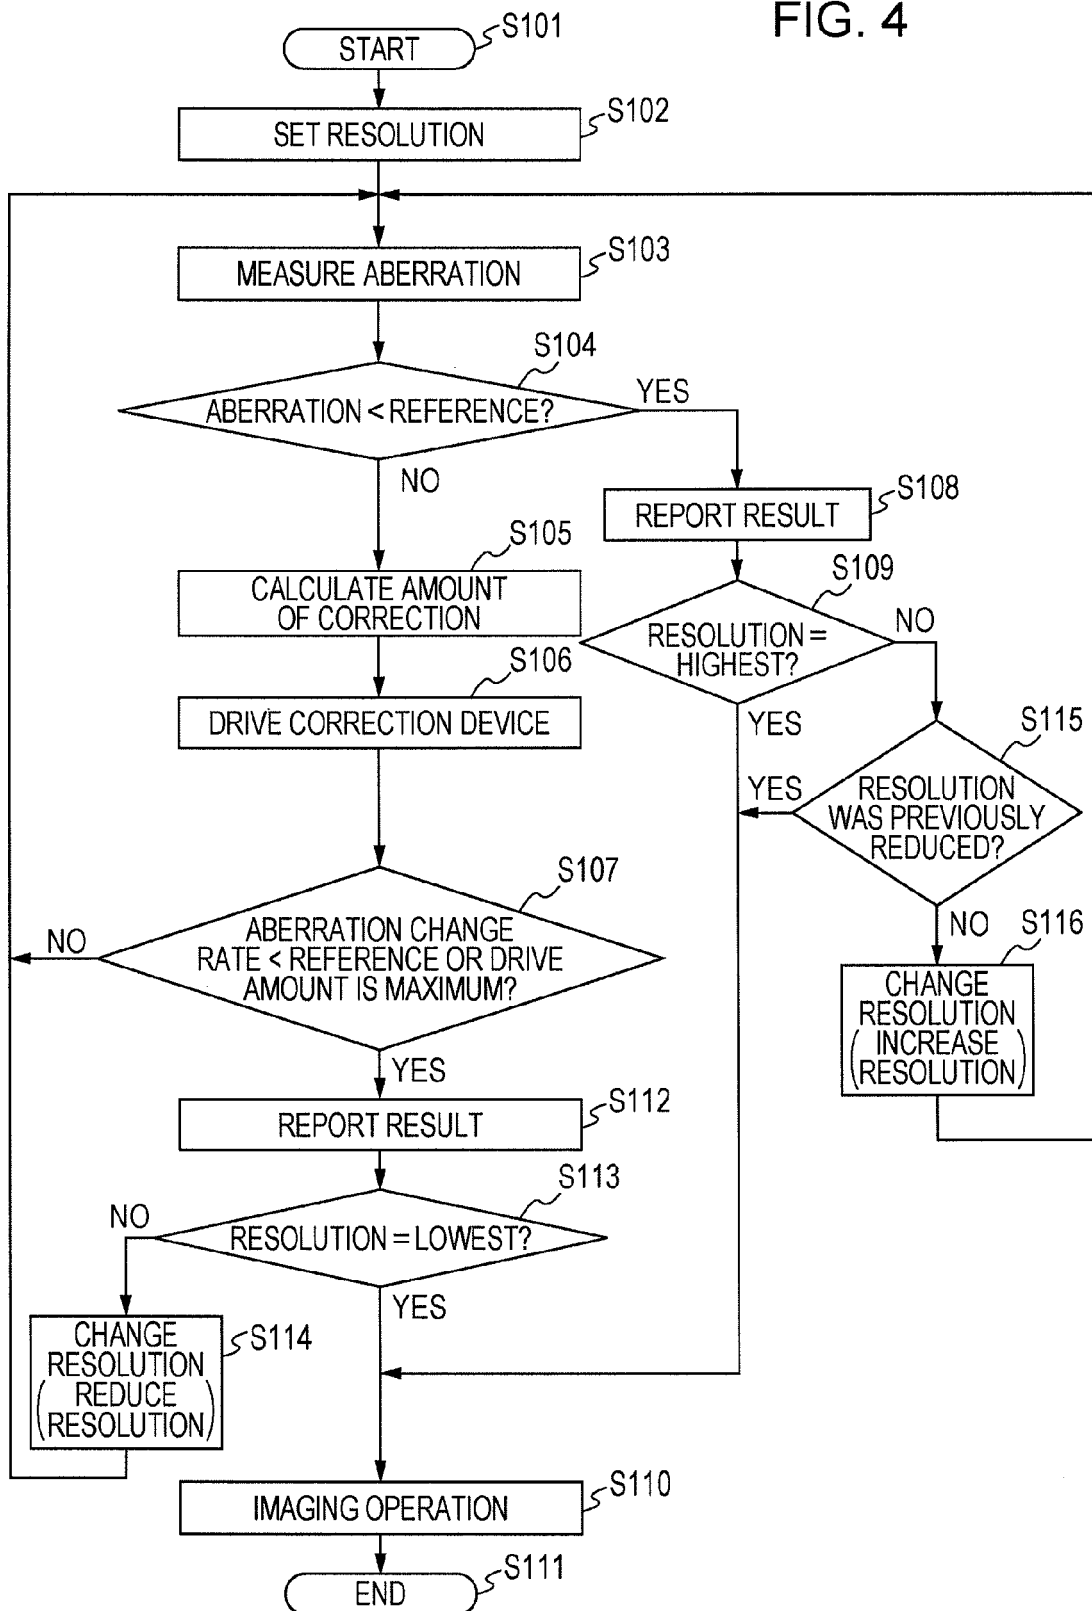 FIG. 4
S101
START
S102
SET RESOLUTION
S103
MEASURE ABERRATION
S104
ABERRATION < REFERENCE?
YES
NO
S108
REPORT RESULT
S105
CALCULATE AMOUNT
OF CORRECTION
S109
RESOLUTION =
HIGHEST?
NO
YES
S106
DRIVE CORRECTION DEVICE
S115
RESOLUTION
WAS PREVIOUSLY
REDUCED?
YES
NO
S107
ABERRATION CHANGE
RATE < REFERENCE OR DRIVE
AMOUNT IS MAXIMUM?
NO
YES
S116
CHANGE
RESOLUTION
(INCREASE
RESOLUTION)
S112
REPORT RESULT
S113
RESOLUTION = LOWEST?
NO
YES
S114
CHANGE
RESOLUTION
(REDUCE
RESOLUTION)
S110
IMAGING OPERATION
S111
END